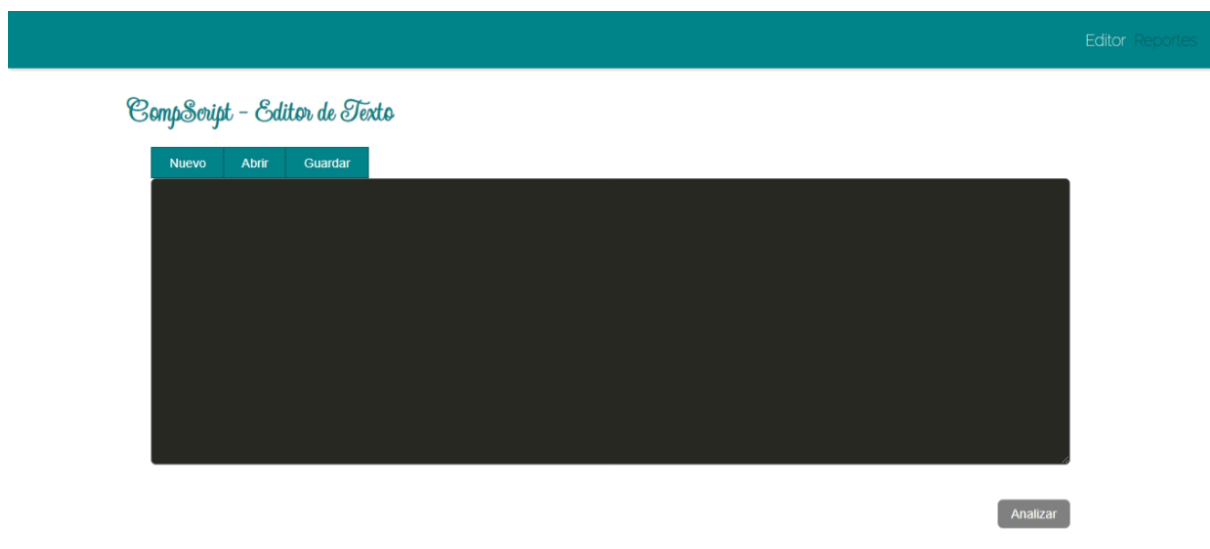 Editor Reportes
CompScript - Editor de Texto
Nuevo Abrir Guardar
Analizar